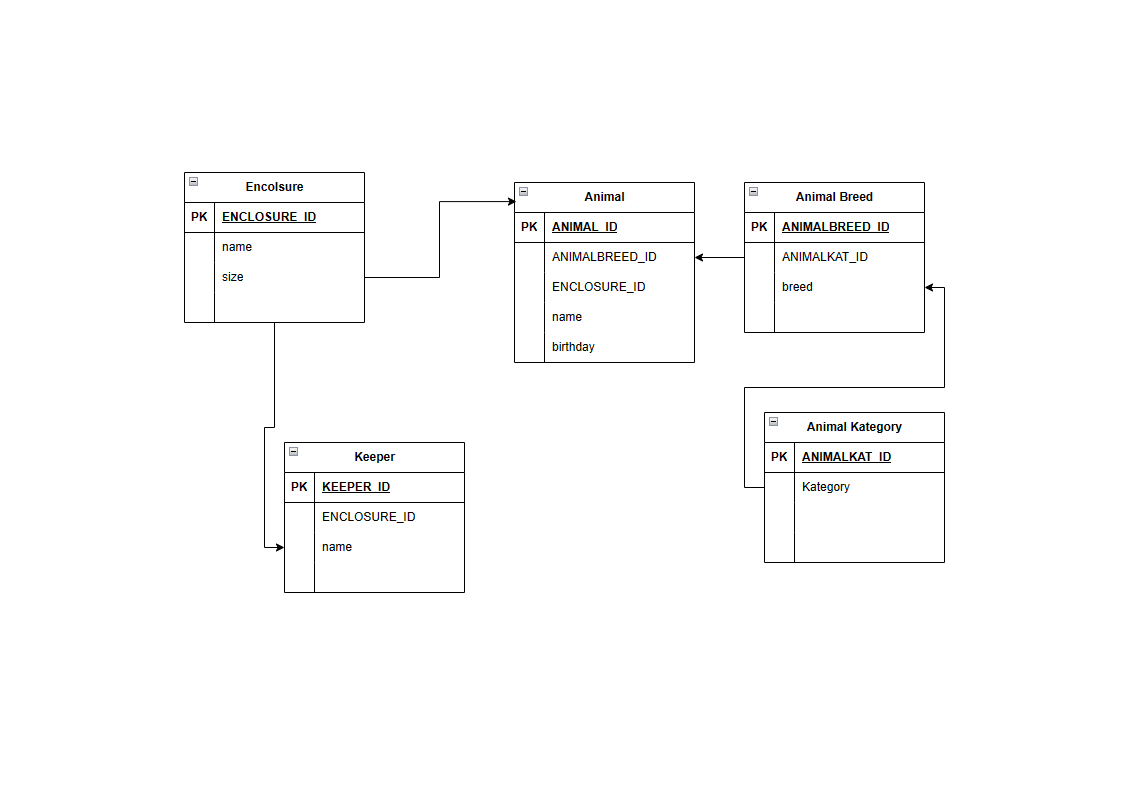 Encolsure
PK ENCLOSURE_ID
name
size
Animal
PK ANIMAL_ID
ANIMALBREED_ID
ENCLOSURE_ID
name
birthday
Animal Breed
PK ANIMALBREED_ID
ANIMALKAT_ID
breed
Keeper
PK KEEPER_ID
ENCLOSURE_ID
name
Animal Kategory
PK ANIMALKAT_ID
Kategory